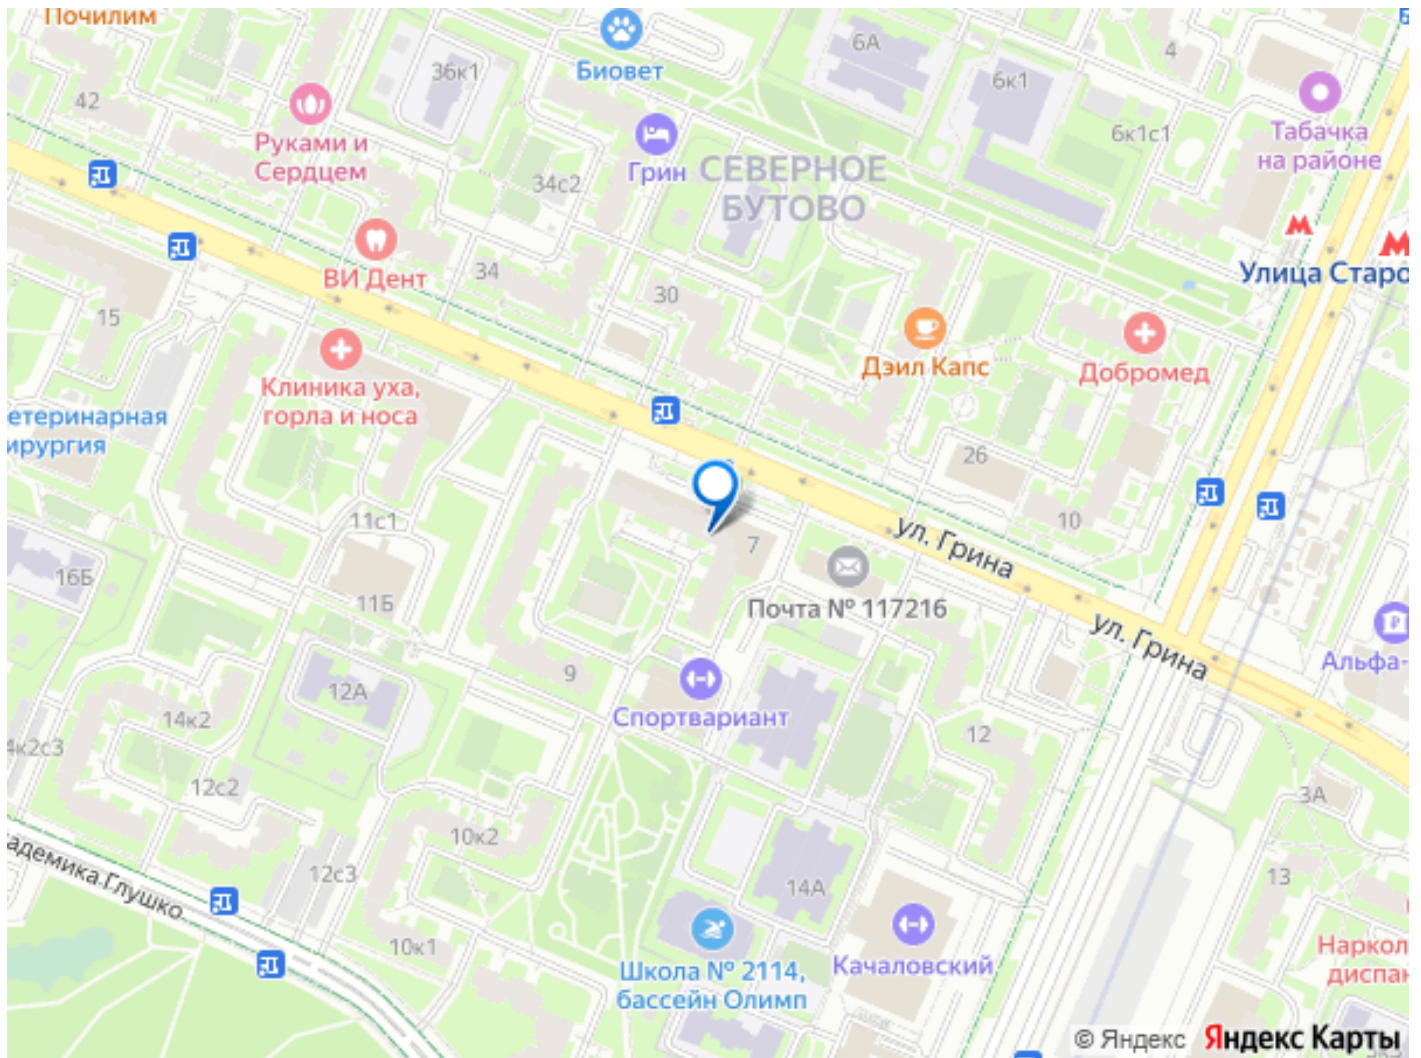 Почилим
6А
4
36к1
Биовет
6к1
42
Руками и
Сердцем
Грин
СЕВЕРНОЕ
БУТОВО
6к1с1
Табачка
на районе
34с2
ВИ Дент
34
30
Улица Старо
15
Дэил Капс
Добромед
Клиника уха,
горла и носа
етеринарная
ирургия
26
11с1
10
7
ул. Грина
16Б
11Б
Почта № 117216
ул. Грина
Альфа-
12А
9
14к2
Спортвариант
12
4к2с3
12с2
3А
10к2
адемика Глушко
12с3
14А
13
10к1
Качаловский
Школа № 2114,
бассейн Олимп
Наркол
диспан
© Яндекс Яндекс Карты